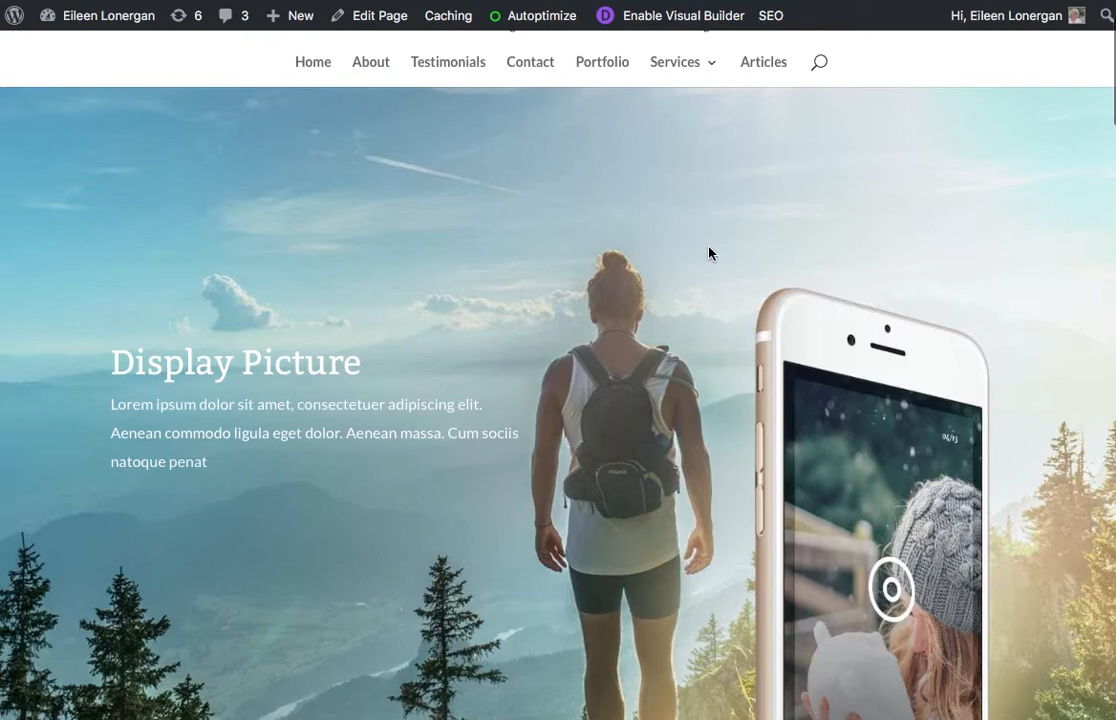 Eileen Lonergan 6 3 New Edit Page Caching Autoptimize D Enable Visual Builder SEO Hi, Eileen Lonergan
Home About Testimonials Contact Portfolio Services Articles
Display Picture
Lorem ipsum dolor sit amet, consectetuer adipiscing elit.
Aenean commodo ligula eget dolor. Aenean massa. Cum sociis
natoque penat